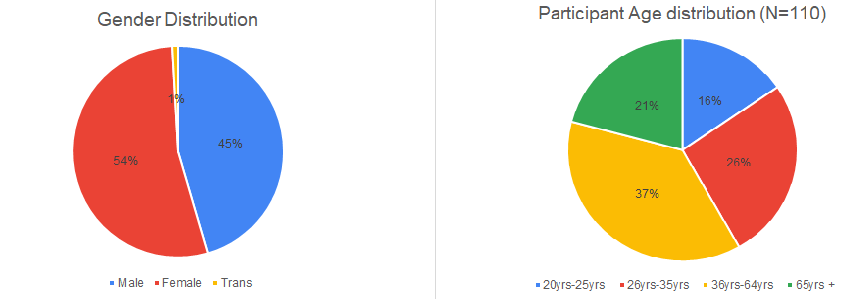 Gender Distribution
1%
45%
54%
Male Female Trans
Participant Age distribution (N=110)
16%
21%
26%
37%
20yrs-25yrs 26yrs-35yrs 36yrs-64yrs 65yrs +